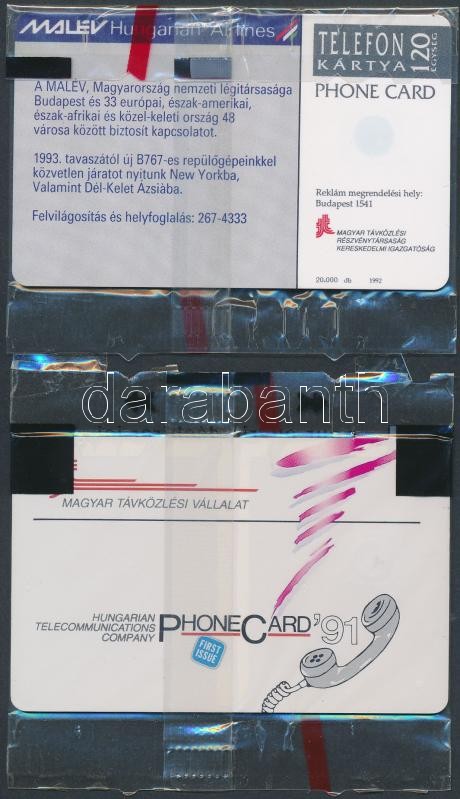 MALÉV Hungarian Airlines
TELEFON
KÁRTYA
120
EGYSÉG
PHONE CARD
A MALÉV, Magyarország nemzeti légitársasága
Budapest és 33 európai, észak-amerikai,
észak-afrikai és közel-keleti ország 48
városa között biztosít kapcsolatot.
1993. tavaszától új B767-es repülőgépeinkkel
közvetlen járatot nyitunk New Yorkba,
Valamint Dél-Kelet Ázsiába.
Felvilágosítás és helyfoglalás: 267-4333
Reklám megrendelési hely:
Budapest 1541
MAGYAR TÁVKÖZLÉSI
RÉSZVÉNYTÁRSASÁG
KERESKEDELMI IGAZGATÓSÁG
20.000 db 1992
darabanth
MAGYAR TÁVKÖZLÉSI VÁLLALAT
HUNGARIAN
TELECOMMUNICATIONS
COMPANY
PHONECARD'91
FIRST
ISSUE